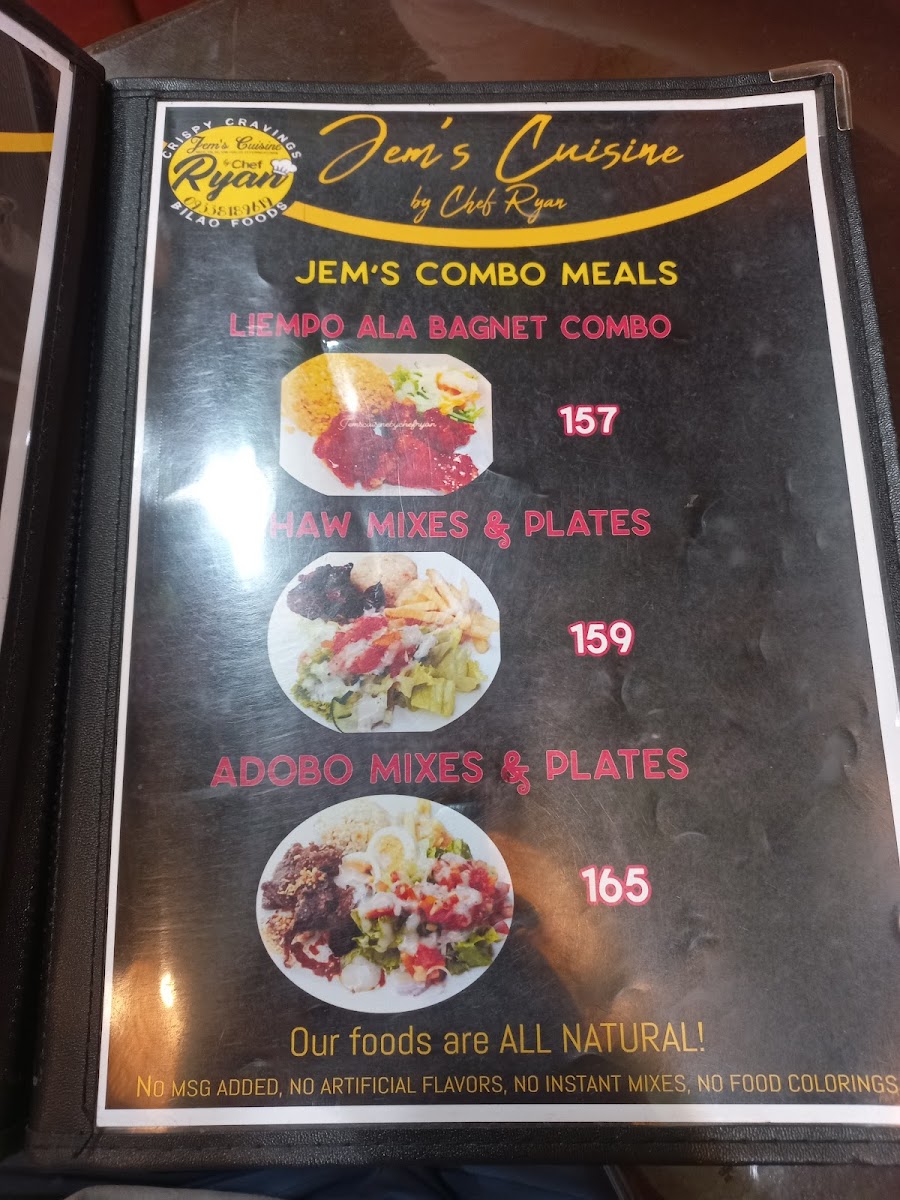 CRISPY CRAVINGS
Jem's Cuisine
by Chef
Ryan
BILAO FOODS
Jem's Cuisine
by Chef Ryan
JEM'S COMBO MEALS
LIEMPO ALA BAGNET COMBO
Jemscuisinebychefryan
157
HAW MIXES & PLATES
159
ADOBO MIXES & PLATES
165
Our foods are ALL NATURAL!
NO MSG ADDED, NO ARTIFICIAL FLAVORS, NO INSTANT MIXES, NO FOOD COLORINGS